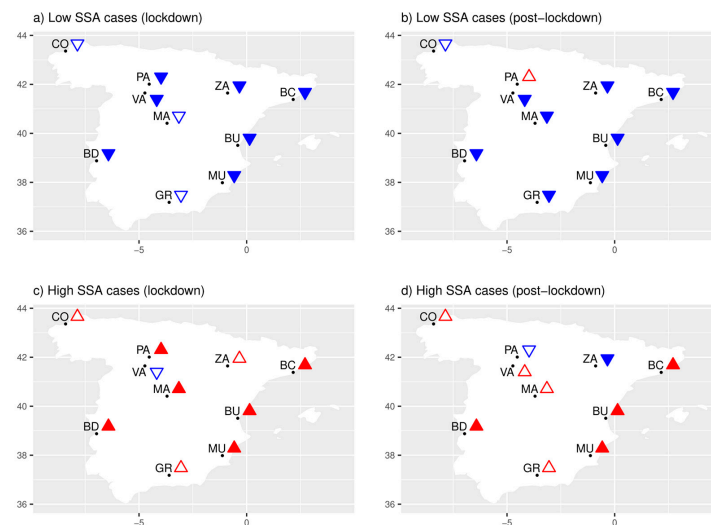 a) Low SSA cases (lockdown)
44
42
40
38
36
CO
PA
VA
ZA
BC
MA
BU
BD
MU
GR
−5
0
b) Low SSA cases (post−lockdown)
44
42
40
38
36
CO
PA
VA
ZA
BC
MA
BU
BD
MU
GR
−5
0
c) High SSA cases (lockdown)
44
42
40
38
36
CO
PA
VA
ZA
BC
MA
BU
BD
MU
GR
−5
0
d) High SSA cases (post−lockdown)
44
42
40
38
36
CO
PA
VA
ZA
BC
MA
BU
BD
MU
GR
−5
0